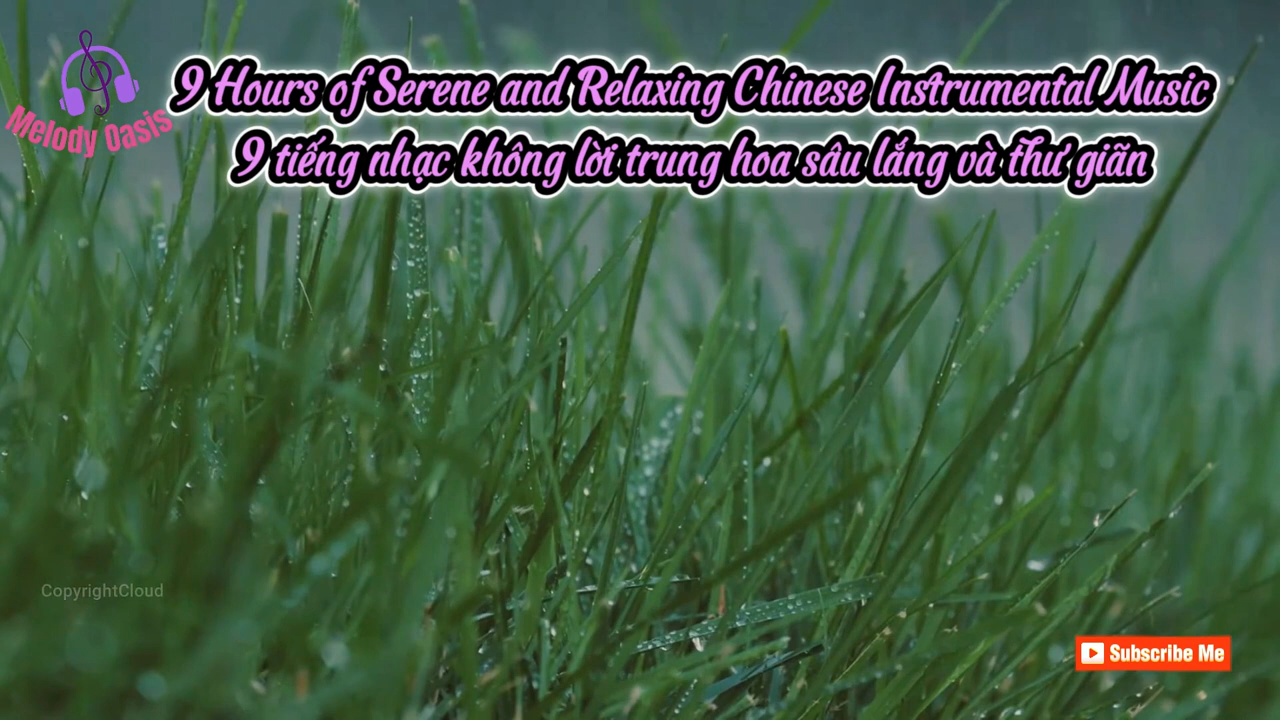 Melody Oasis
9 Hours of Serene and Relaxing Chinese Instrumental Music
9 tiếng nhạc không lời trung hoa sâu lắng và thư giãn
CopyrightCloud
Subscribe Me